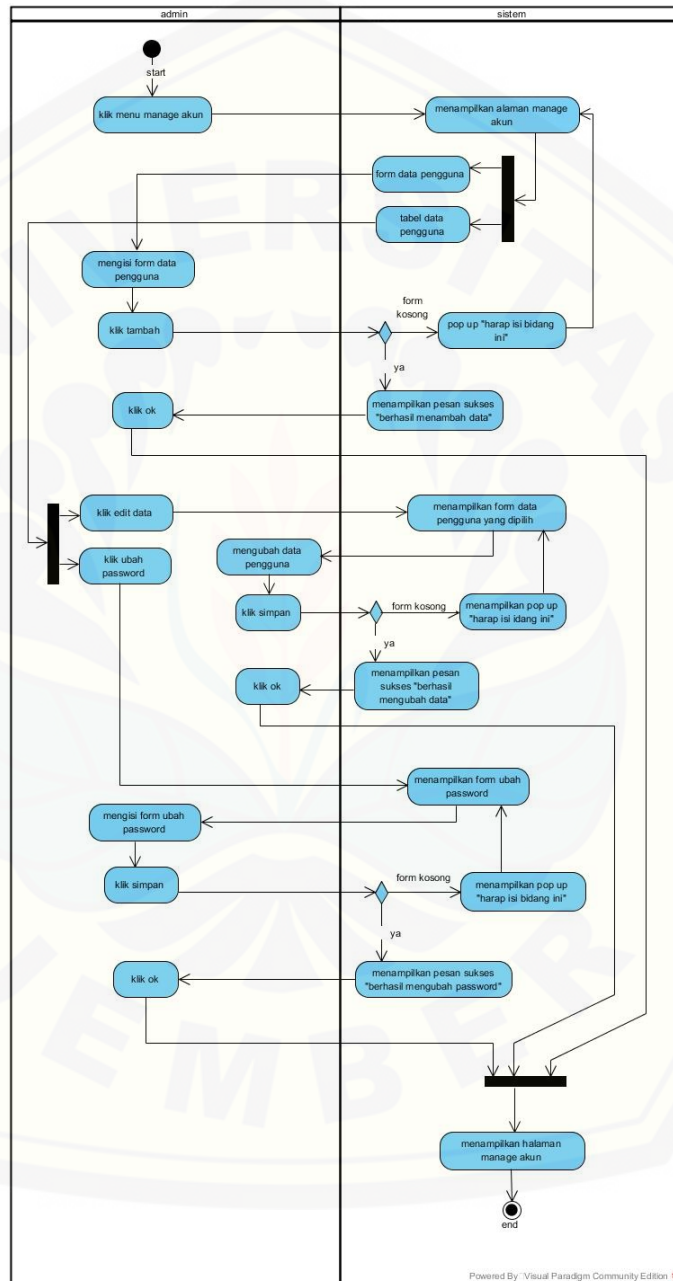 admin
sistem
start
klik menu manage akun
menampilkan alaman manage
akun
form data pengguna
tabel data
pengguna
mengisi form data
pengguna
klik tambah
form
kosong
pop up "harap isi bidang
ini"
ya
menampilkan pesan sukses
"berhasil menambah data"
klik ok
klik edit data
menampilkan form data
pengguna yang dipilih
klik ubah
password
mengubah data
pengguna
klik simpan
form kosong
menampilkan pop up
"harap isi idang ini"
ya
menampilkan pesan
sukses "berhasil
mengubah data"
klik ok
menampilkan form ubah
password
mengisi form ubah
password
klik simpan
form kosong
menampilkan pop up
"harap isi bidang ini"
ya
menampilkan pesan sukses
"berhasil mengubah password"
klik ok
menampilkan halaman
manage akun
end
Powered By Visual Paradigm Community Edition
UNIVERSITAS
JEMBER